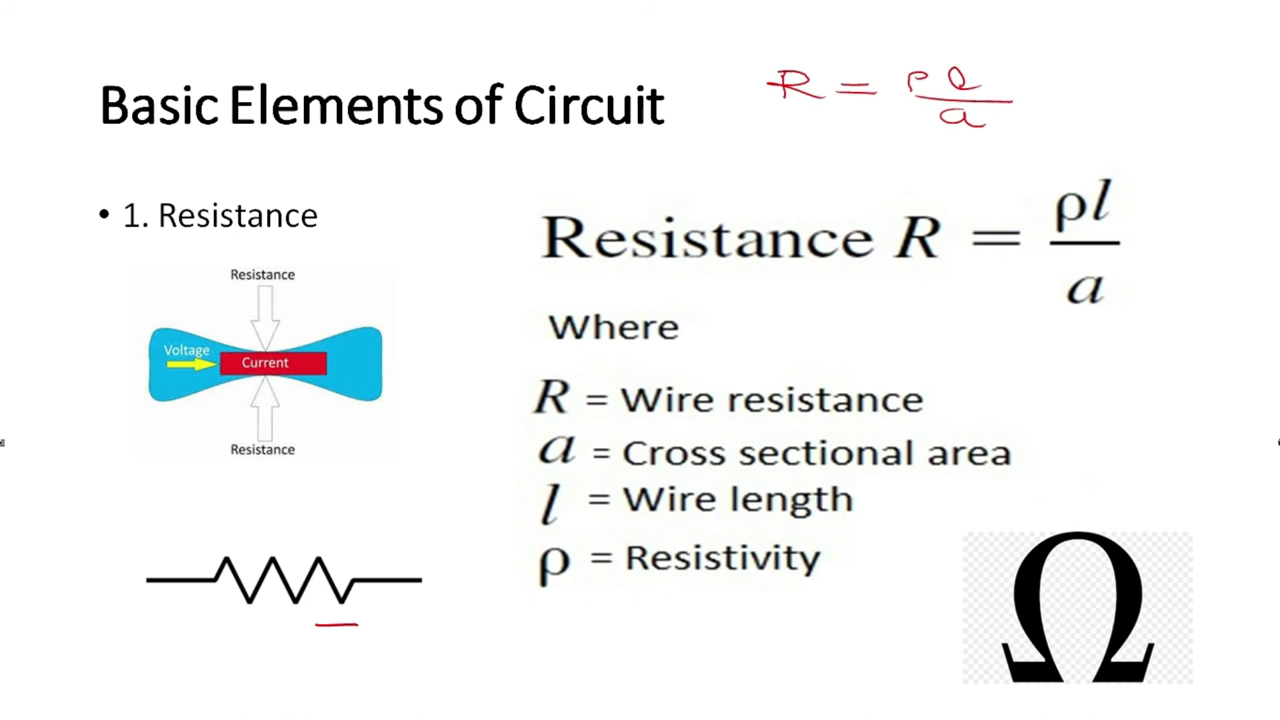 Basic Elements of Circuit
R = ρl/a
• 1. Resistance
Resistance R = ρl/a
Resistance
Voltage
Current
Resistance
Where
R = Wire resistance
a = Cross sectional area
l = Wire length
ρ = Resistivity
Ω